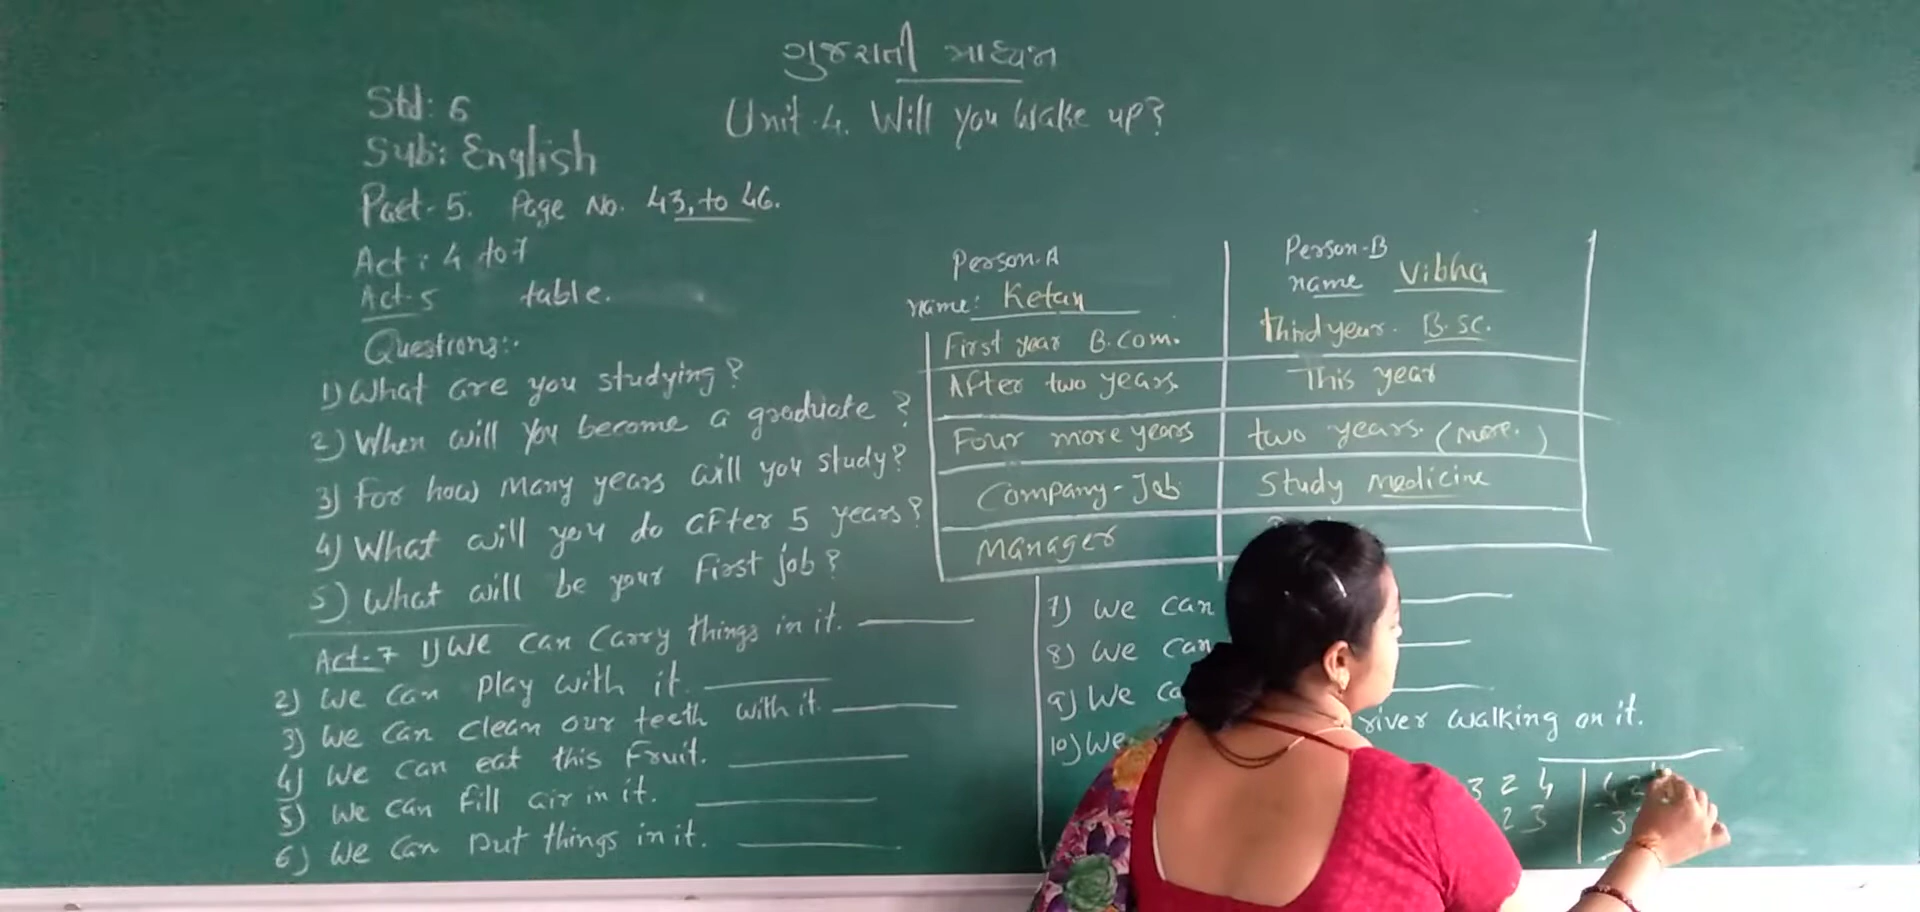 ગુજરાતી માધ્યમ
Unit 4. Will you wake up?
Std: 6
Sub: English
Part-5. Page No. 43, to 46.
Act: 4 to 7
Act-5 table.
Questions:-
1) What are you studying?
2) When will you become a graduate?
3) For how many years will you study?
4) What will you do after 5 years?
5) What will be your first job?
Person-A
name: Ketan
Person-B
name Vibha
First year B.com. Third year. B.sc.
After two years. This year
Four more years two years. (more.)
Company-Job Study Medicine
Manager
Act-7 1) We can carry things in it.
2) We can play with it.
3) We can clean our teeth with it.
4) We can eat this fruit.
5) We can fill air in it.
6) We can put things in it.
7) We can
8) We can
9) We
10) We river walking on it.
3 2 4
2 3